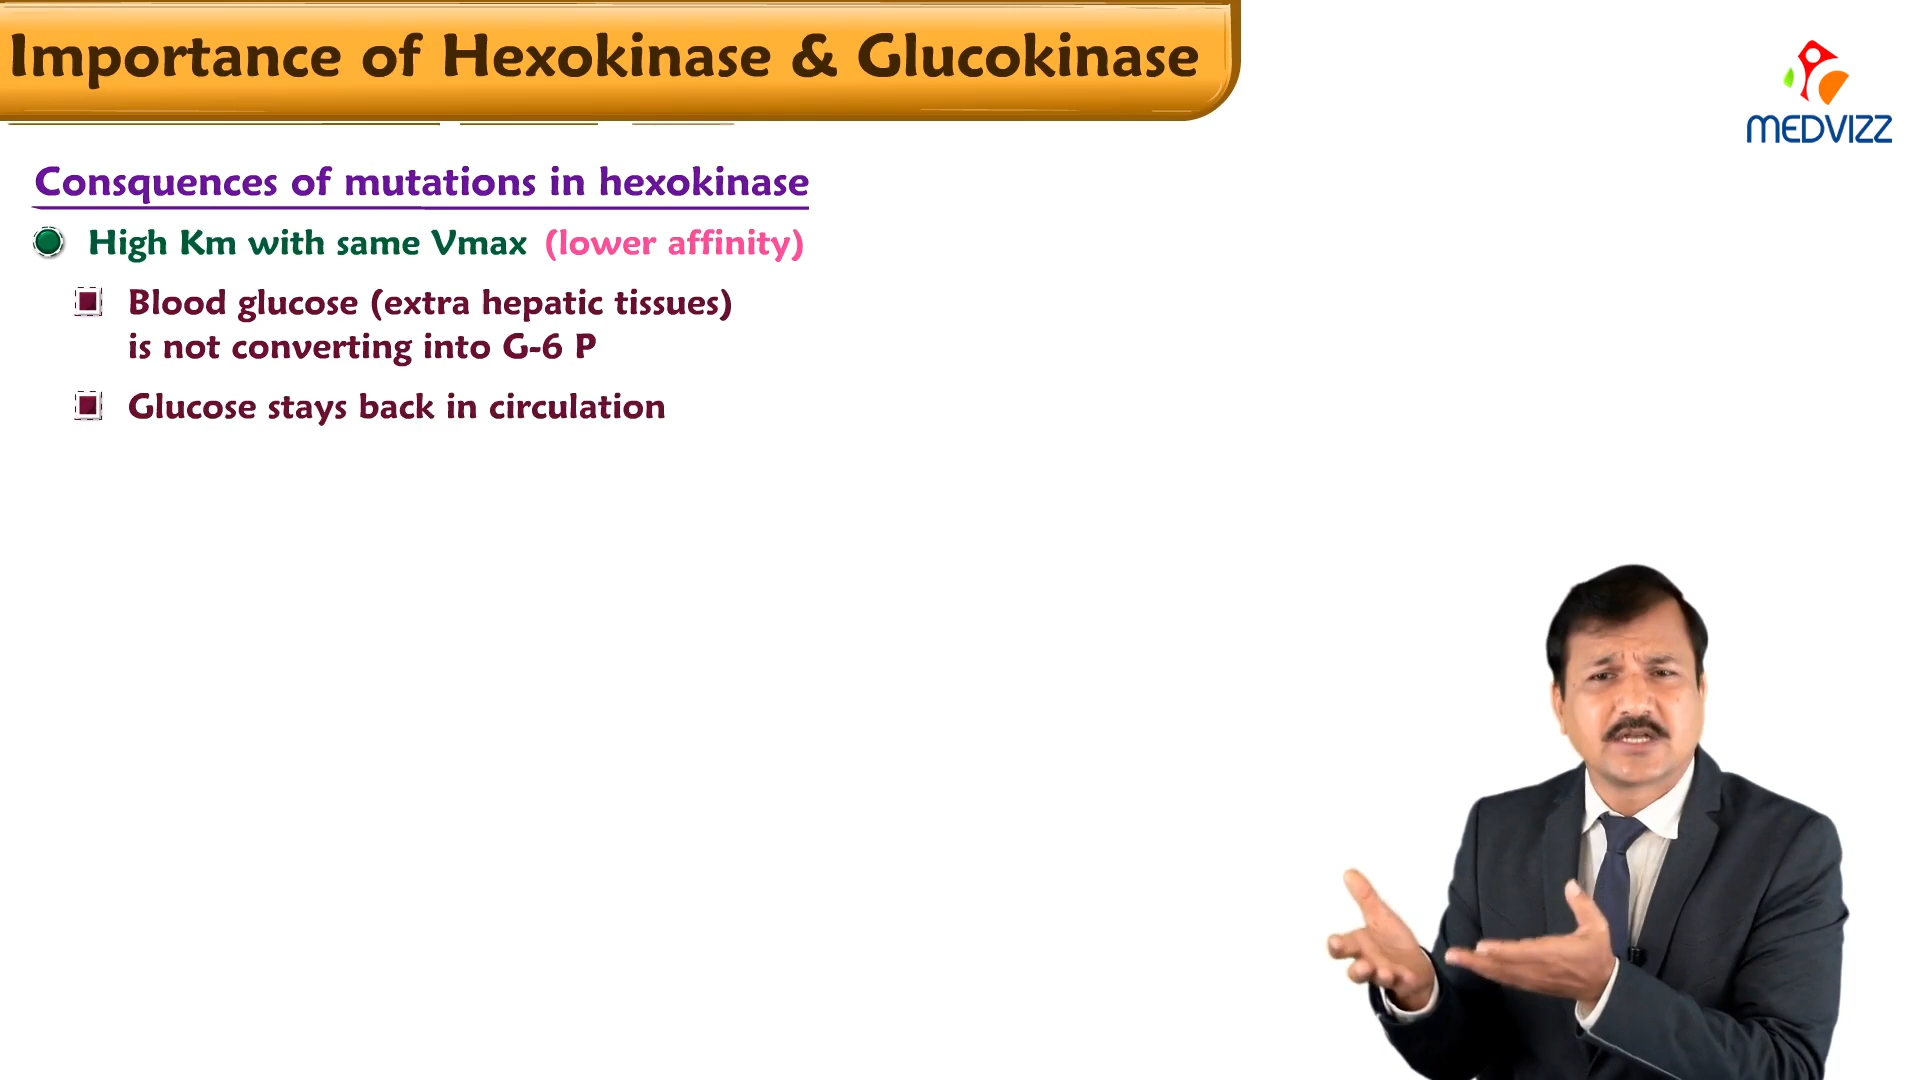 Importance of Hexokinase & Glucokinase
MEDVIZZ
Consquences of mutations in hexokinase
High Km with same Vmax (lower affinity)
Blood glucose (extra hepatic tissues)
is not converting into G-6 P
Glucose stays back in circulation